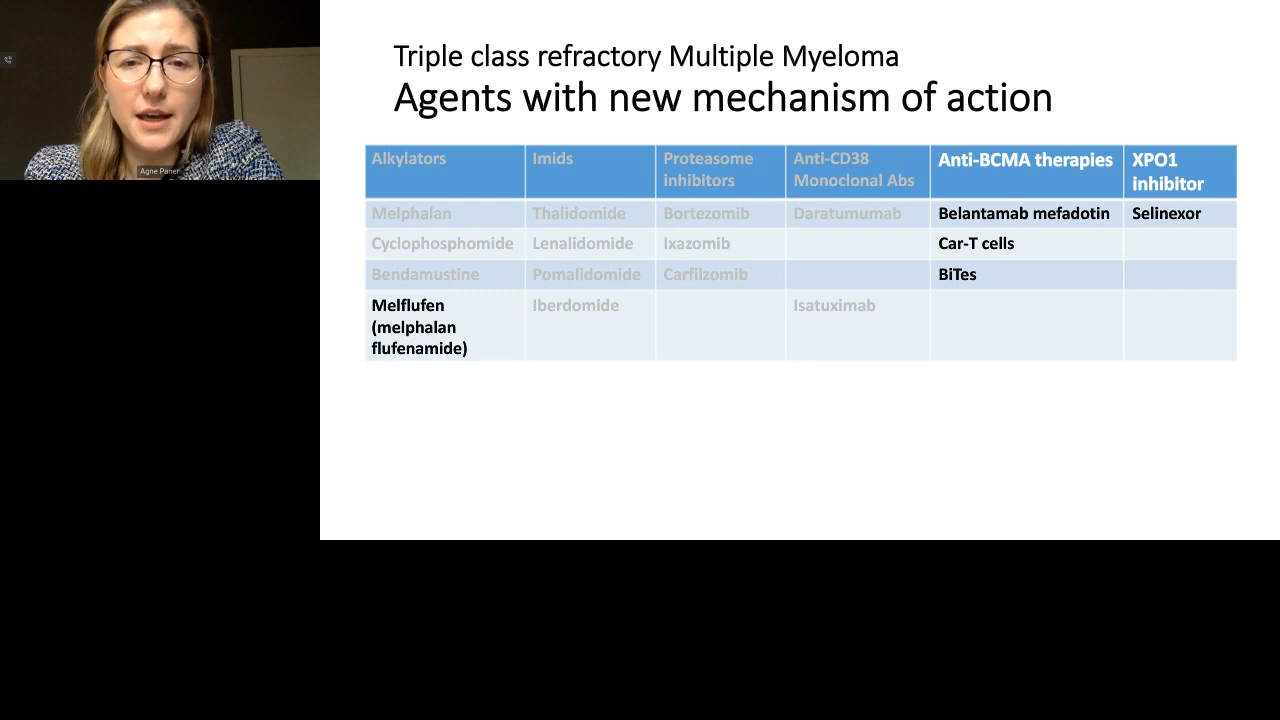 Agne Paner
Triple class refractory Multiple Myeloma
Agents with new mechanism of action
Alkylators
Imids
Proteasome
inhibitors
Anti-CD38
Monoclonal Abs
Anti-BCMA therapies
XPO1
inhibitor
Melphalan
Thalidomide
Bortezomib
Daratumumab
Belantamab mefadotin
Selinexor
Cyclophosphomide
Lenalidomide
Ixazomib
Car-T cells
Bendamustine
Pomalidomide
Carfilzomib
BiTes
Melflufen
(melphalan
flufenamide)
Iberdomide
Isatuximab